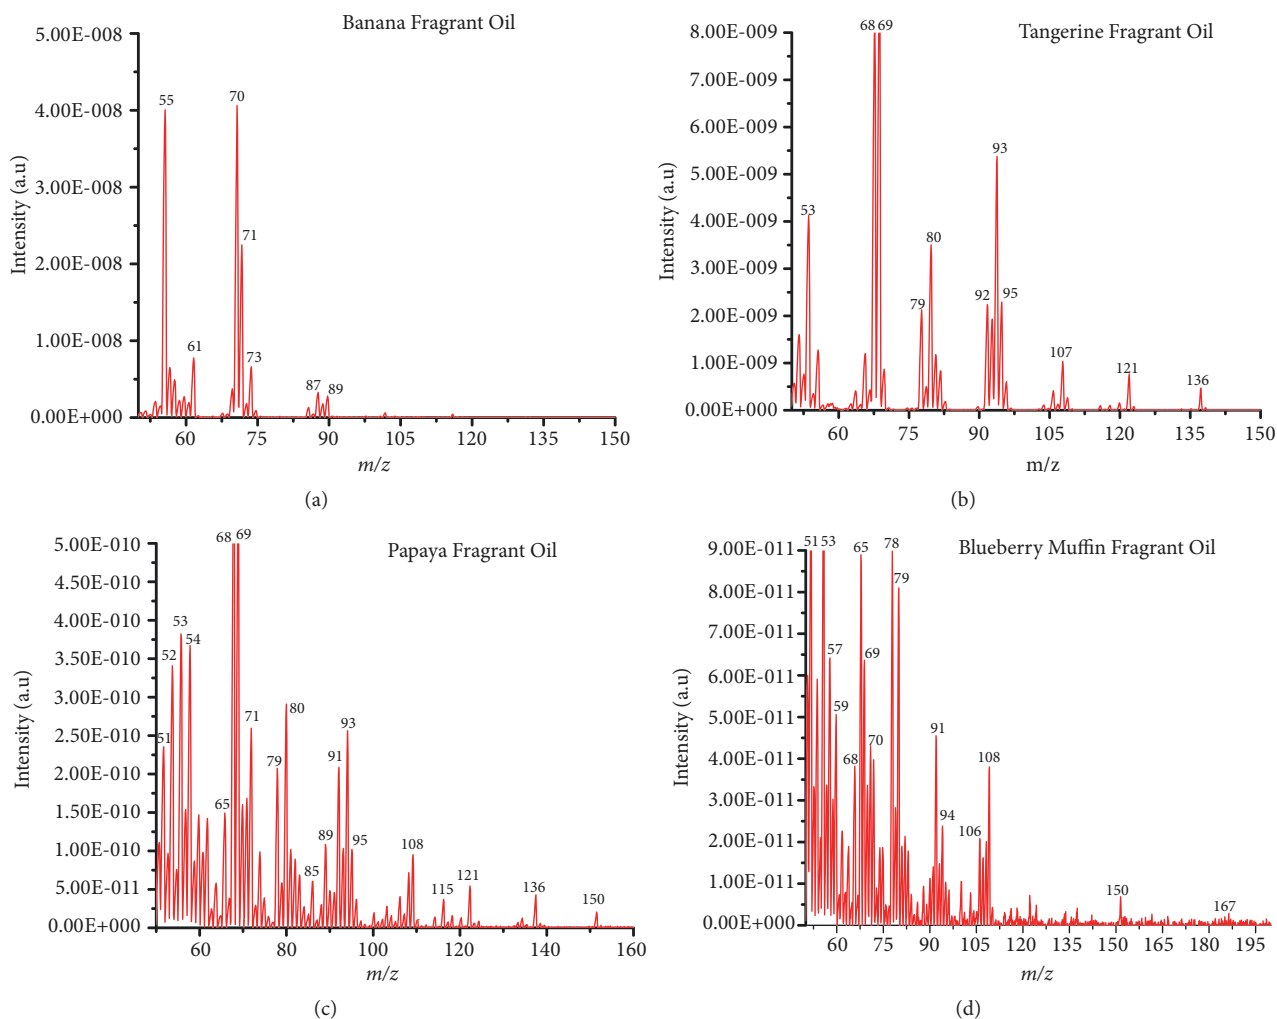 Banana Fragrant Oil
5.00E-008
4.00E-008
3.00E-008
2.00E-008
1.00E-008
0.00E+000
Intensity (a.u)
55
61
70
71
73
87
89
60 75 90 105 120 135 150
m/z
(a)
Tangerine Fragrant Oil
8.00E-009
7.00E-009
6.00E-009
5.00E-009
4.00E-009
3.00E-009
2.00E-009
1.00E-009
0.00E+000
Intensity (a.u)
53
68 69
79
80
92
93
95
107
121
136
60 75 90 105 120 135 150
m/z
(b)
Papaya Fragrant Oil
5.00E-010
4.50E-010
4.00E-010
3.50E-010
3.00E-010
2.50E-010
2.00E-010
1.50E-010
1.00E-010
5.00E-011
0.00E+000
Intensity (a.u)
51
52
53
54
65
68 69
71
79
80
85
89
91
93
95
108
115
121
136
150
60 80 100 120 140 160
m/z
(c)
Blueberry Muffin Fragrant Oil
9.00E-011
8.00E-011
7.00E-011
6.00E-011
5.00E-011
4.00E-011
3.00E-011
2.00E-011
1.00E-011
0.00E+000
Intensity (a.u)
51 53
57
59
68
65
69
70
78
79
91
94
106
108
150
167
60 75 90 105 120 135 150 165 180 195
m/z
(d)